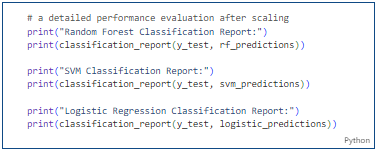 # a detailed performance evaluation after scaling
print("Random Forest Classification Report:")
print(classification_report(y_test, rf_predictions))
print("SVM Classification Report:")
print(classification_report(y_test, svm_predictions))
print("Logistic Regression Classification Report:")
print(classification_report(y_test, logistic_predictions))
Python